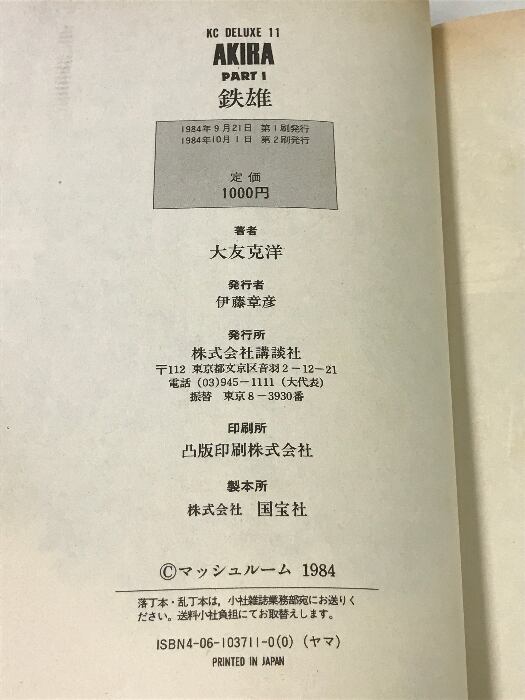 KC DELUXE 11
AKIRA
PART 1
鉄雄
1984年9月21日 第1刷発行
1984年10月1日 第2刷発行
定価
1000円
著者
大友克洋
発行者
伊藤章彦
発行所
株式会社講談社
〒112 東京都文京区音羽2-12-21
電話 (03)945-1111 (大代表)
振替 東京8-3930番
印刷所
凸版印刷株式会社
製本所
株式会社 国宝社
©マッシュルーム 1984
落丁本・乱丁本は，小社雑誌業務部宛にお送りく
ださい。送料小社負担にてお取替えします。
ISBN4-06-103711-0(0) (ヤマ)
PRINTED IN JAPAN